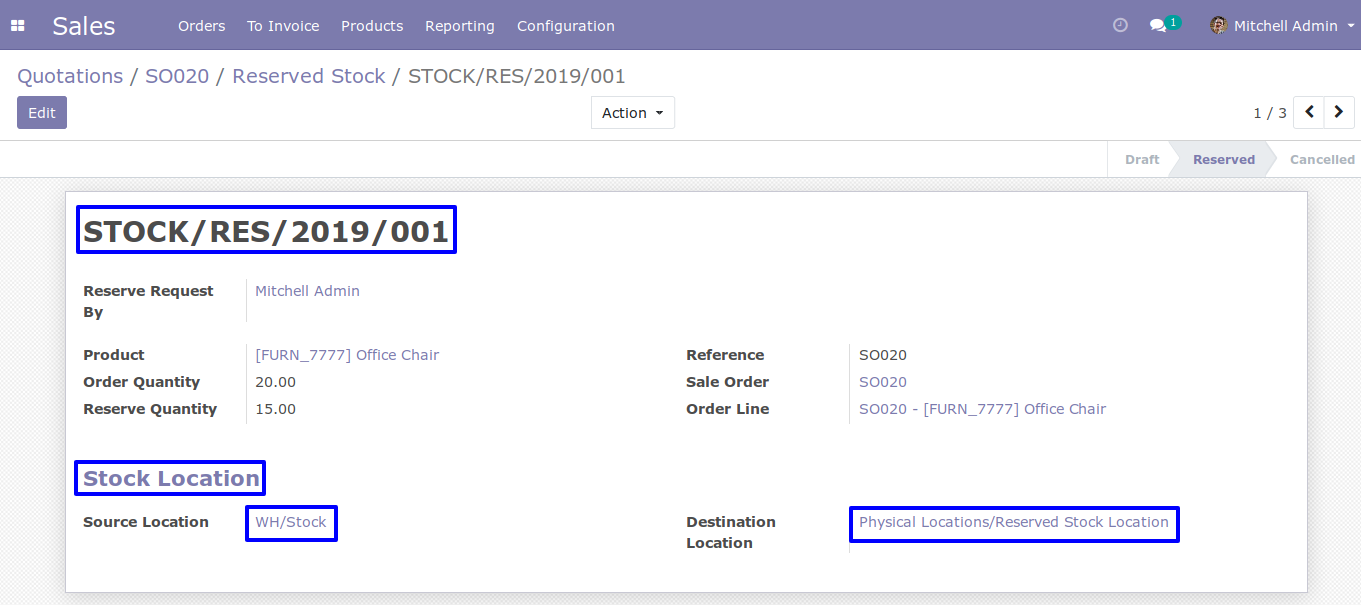 Sales Orders To Invoice Products Reporting Configuration 1 Mitchell Admin
Quotations / SO020 / Reserved Stock / STOCK/RES/2019/001
Edit Action 1 / 3
Draft Reserved Cancelled
STOCK/RES/2019/001
Reserve Request By Mitchell Admin
Product [FURN_7777] Office Chair Reference SO020
Order Quantity 20.00 Sale Order SO020
Reserve Quantity 15.00 Order Line SO020 - [FURN_7777] Office Chair
Stock Location
Source Location WH/Stock Destination Location Physical Locations/Reserved Stock Location